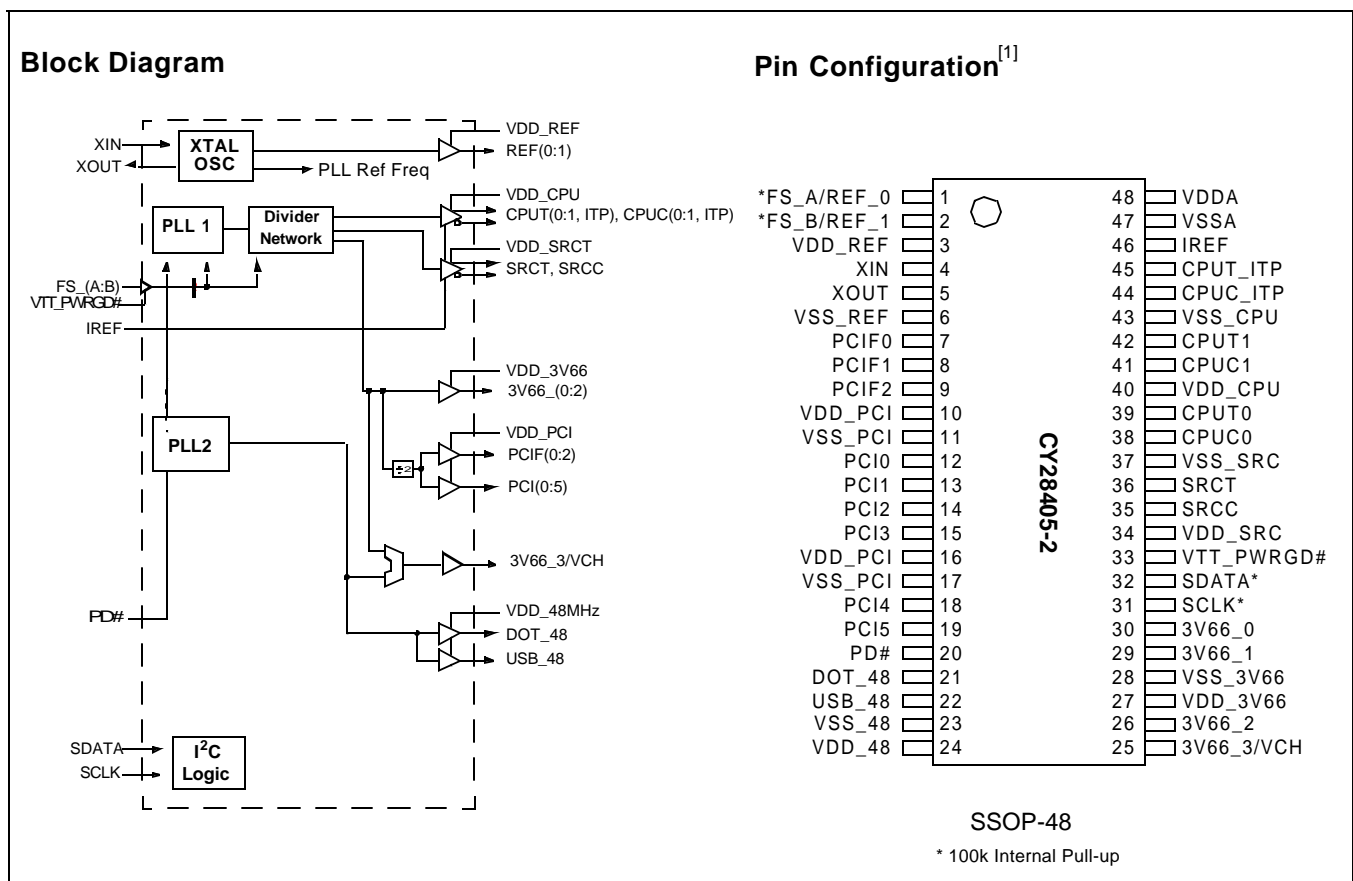 Block Diagram
XIN
XOUT
XTAL
OSC
PLL Ref Freq
VDD_REF
REF(0:1)
PLL 1
Divider
Network
VDD_CPU
CPUT(0:1, ITP), CPUC(0:1, ITP)
VDD_SRCT
SRCT, SRCC
FS_(A:B)
VTT_PWRGD#
IREF
VDD_3V66
3V66_(0:2)
PLL2
VDD_PCI
PCIF(0:2)
÷2
PCI(0:5)
3V66_3/VCH
PD#
VDD_48MHz
DOT_48
USB_48
SDATA
SCLK
I2C
Logic
Pin Configuration[1]
*FS_A/REF_0 1
*FS_B/REF_1 2
VDD_REF 3
XIN 4
XOUT 5
VSS_REF 6
PCIF0 7
PCIF1 8
PCIF2 9
VDD_PCI 10
VSS_PCI 11
PCI0 12
PCI1 13
PCI2 14
PCI3 15
VDD_PCI 16
VSS_PCI 17
PCI4 18
PCI5 19
PD# 20
DOT_48 21
USB_48 22
VSS_48 23
VDD_48 24
CY28405-2
48 VDDA
47 VSSA
46 IREF
45 CPUT_ITP
44 CPUC_ITP
43 VSS_CPU
42 CPUT1
41 CPUC1
40 VDD_CPU
39 CPUT0
38 CPUC0
37 VSS_SRC
36 SRCT
35 SRCC
34 VDD_SRC
33 VTT_PWRGD#
32 SDATA*
31 SCLK*
30 3V66_0
29 3V66_1
28 VSS_3V66
27 VDD_3V66
26 3V66_2
25 3V66_3/VCH
SSOP-48
* 100k Internal Pull-up